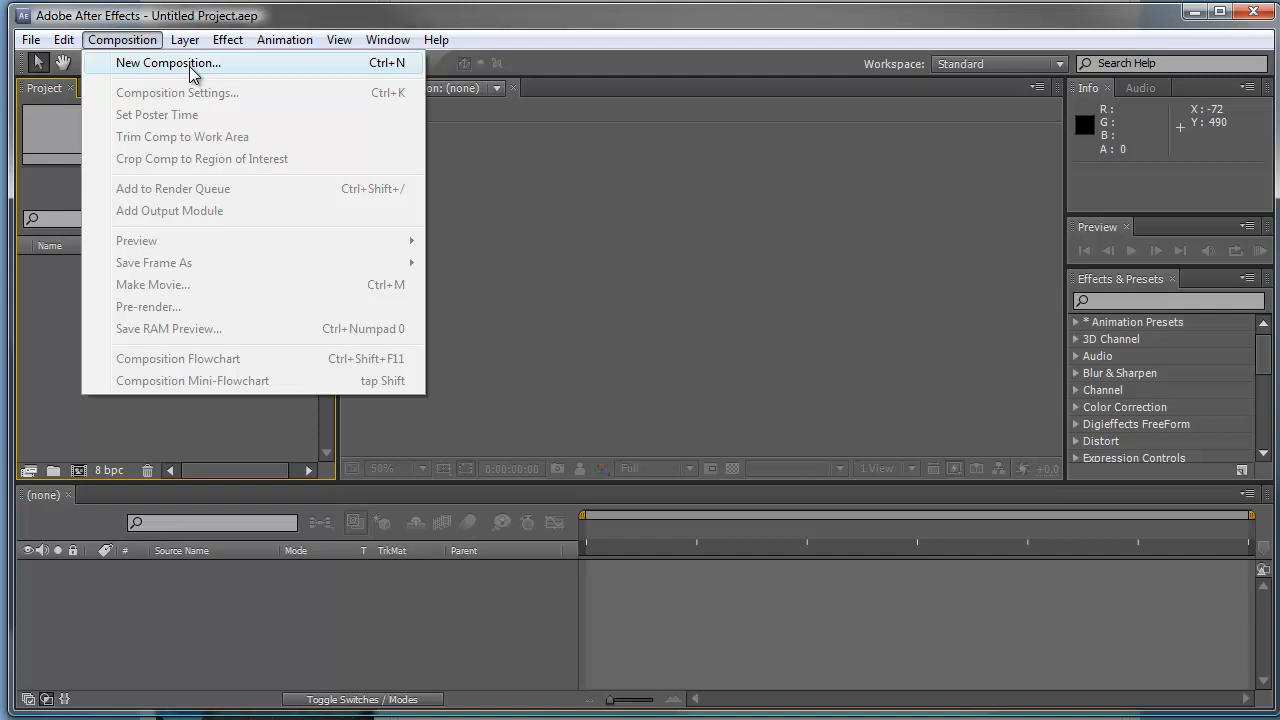 Adobe After Effects - Untitled Project.aep
File Edit Composition Layer Effect Animation View Window Help
New Composition... Ctrl+N
Composition Settings... Ctrl+K
Set Poster Time
Trim Comp to Work Area
Crop Comp to Region of Interest
Add to Render Queue Ctrl+Shift+/
Add Output Module
Preview
Save Frame As
Make Movie... Ctrl+M
Pre-render...
Save RAM Preview... Ctrl+Numpad 0
Composition Flowchart Ctrl+Shift+F11
Composition Mini-Flowchart tap Shift
Workspace: Standard Search Help
Project on: (none)
Name
8 bpc
50% 0:00:00:00 Full 1 View +0.0
Info Audio
R: X: -72
G: Y: 490
B:
A: 0
Preview
Effects & Presets
* Animation Presets
3D Channel
Audio
Blur & Sharpen
Channel
Color Correction
Digieffects FreeForm
Distort
Expression Controls
(none)
# Source Name Mode T TrkMat Parent
Toggle Switches / Modes